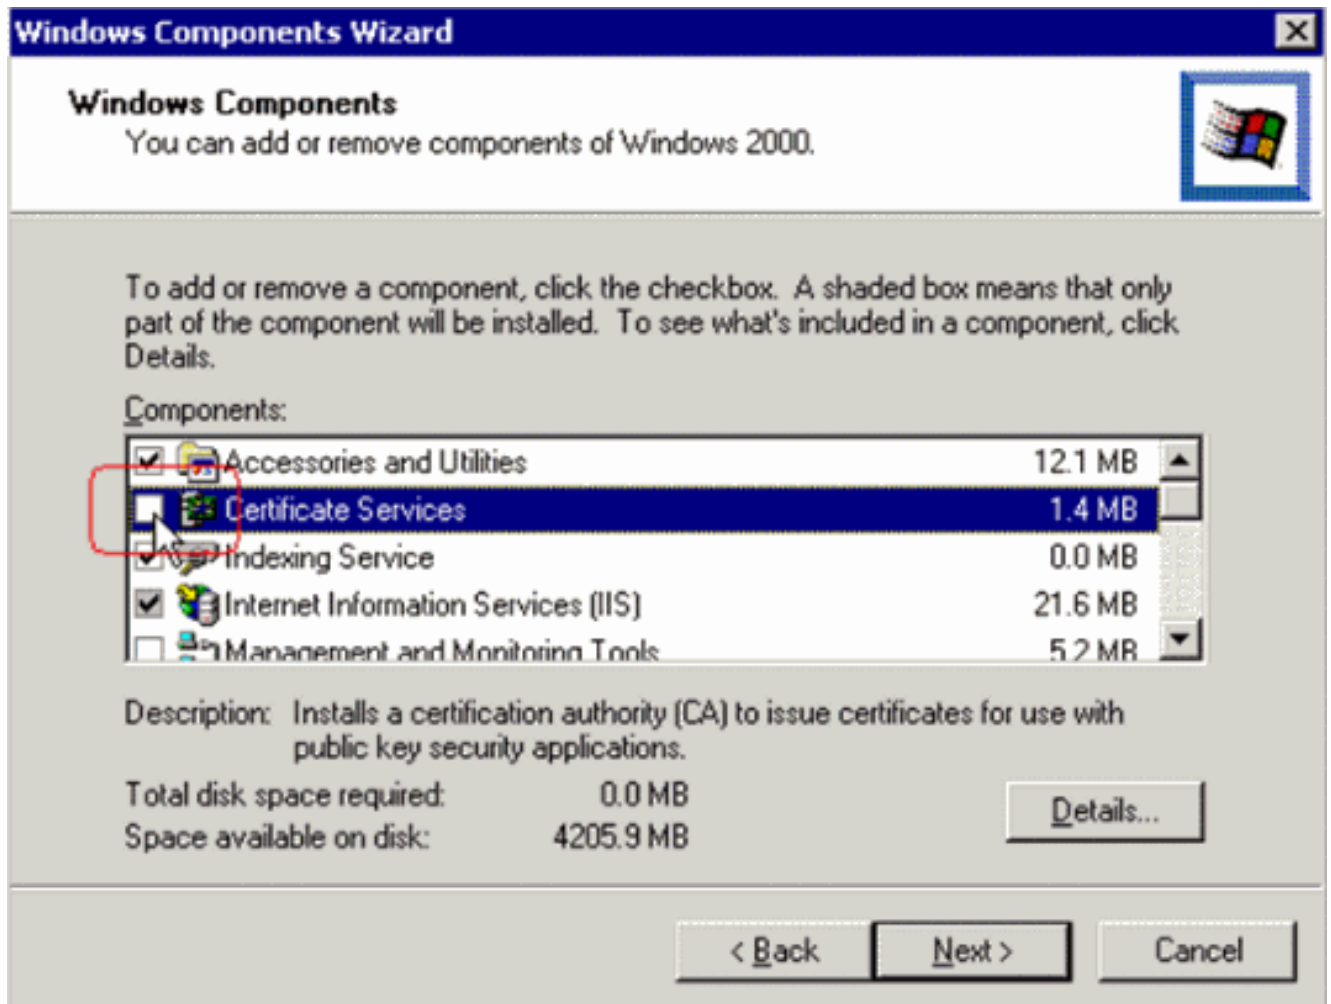 Windows Components Wizard
Windows Components
You can add or remove components of Windows 2000.
To add or remove a component, click the checkbox. A shaded box means that only
part of the component will be installed. To see what's included in a component, click
Details.
Components:
Accessories and Utilities 12.1 MB
Certificate Services 1.4 MB
Indexing Service 0.0 MB
Internet Information Services (IIS) 21.6 MB
Management and Monitoring Tools 5.2 MB
Description: Installs a certification authority (CA) to issue certificates for use with
public key security applications.
Total disk space required: 0.0 MB
Space available on disk: 4205.9 MB
Details...
< Back Next > Cancel